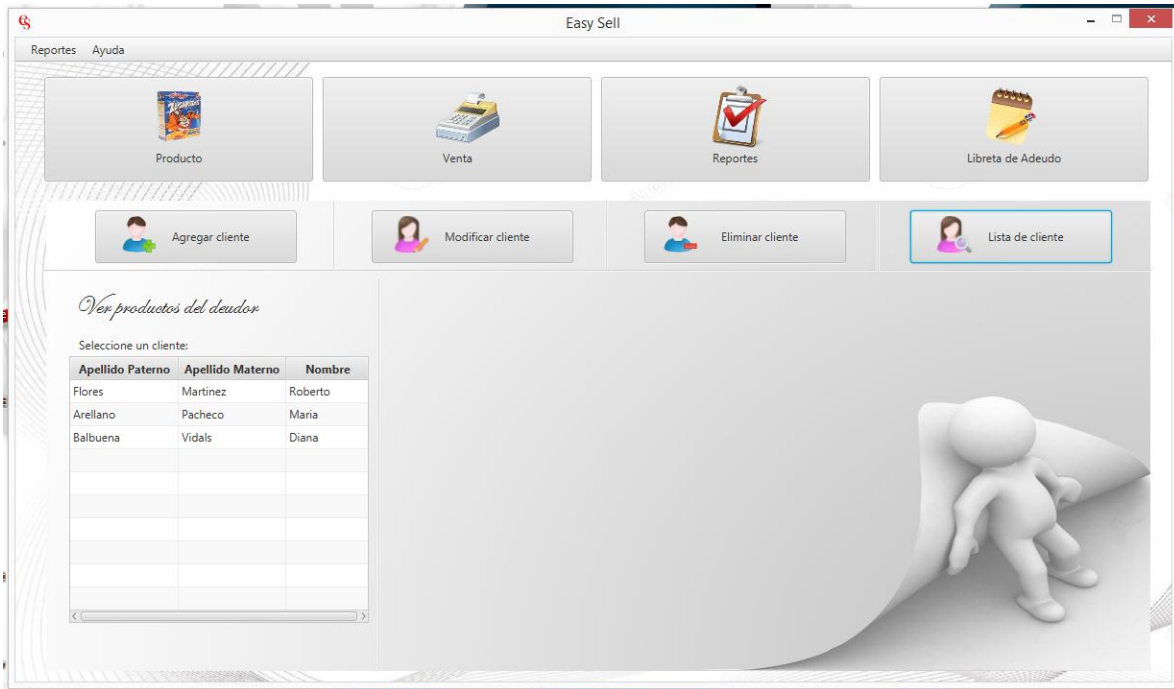 Easy Sell
Reportes Ayuda
Producto Venta Reportes Libreta de Adeudo
Agregar cliente Modificar cliente Eliminar cliente Lista de cliente
Ver productos del deudor
Seleccione un cliente:
Apellido Paterno Apellido Materno Nombre
Flores Martinez Roberto
Arellano Pacheco Maria
Balbuena Vidals Diana